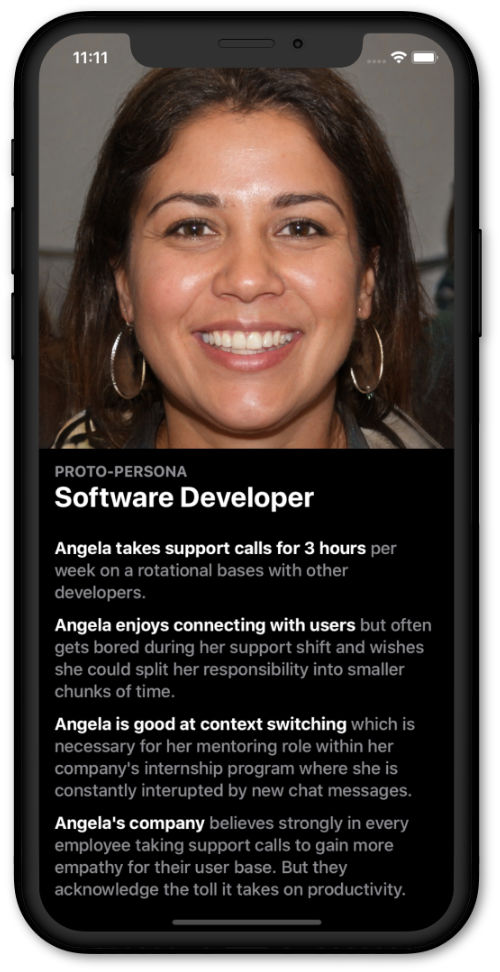 11:11
PROTO-PERSONA
Software Developer
Angela takes support calls for 3 hours per
week on a rotational bases with other
developers.
Angela enjoys connecting with users but often
gets bored during her support shift and wishes
she could split her responsibility into smaller
chunks of time.
Angela is good at context switching which is
necessary for her mentoring role within her
company's internship program where she is
constantly interupted by new chat messages.
Angela's company believes strongly in every
employee taking support calls to gain more
empathy for their user base. But they
acknowledge the toll it takes on productivity.